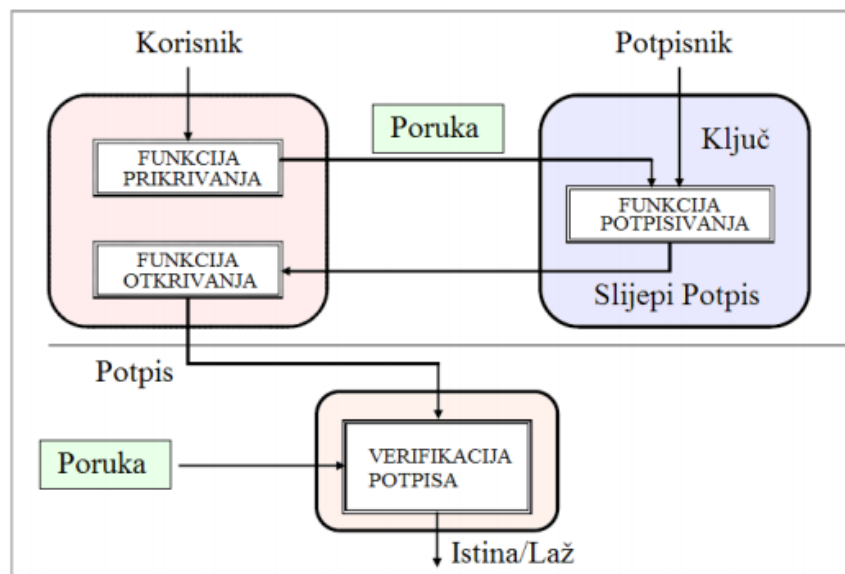 Korisnik
Potpisnik
Poruka
Ključ
FUNKCIJA
PRIKRIVANJA
FUNKCIJA
POTPISIVANJA
FUNKCIJA
OTKRIVANJA
Slijepi Potpis
Potpis
Poruka
VERIFIKACIJA
POTPISA
Istina/Laž